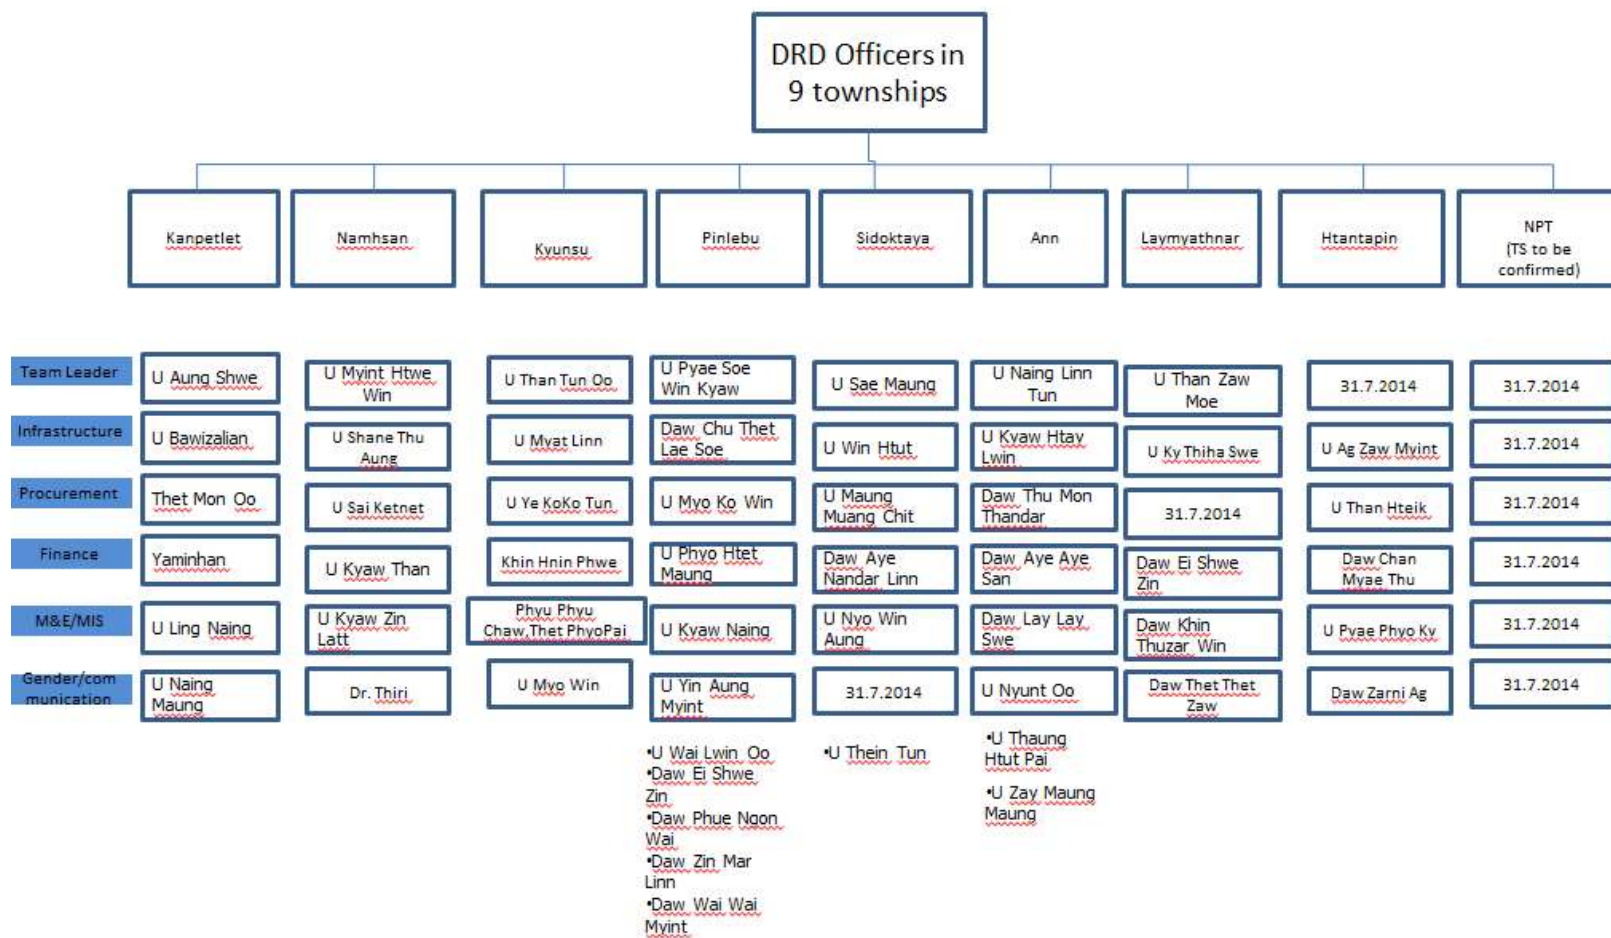 DRD Officers in
9 townships
Kanpetlet
Namhsan
Kyunsu
Pinlebu
Sidoktaya
Ann
Laymyathnar
Htantapin
NPT
(TS to be
confirmed)
Team Leader
U Aung Shwe
U Myint Htwe
Win
U Than Tun Oo
U Pyae Soe
Win Kyaw
U Sae Maung
U Naing Linn
Tun
U Than Zaw
Moe
31.7.2014
31.7.2014
Infrastructure
U Bawizalian
U Shane Thu
Aung
U Myat Linn
Daw Chu Thet
Lae Soe
U Win Htut
U Kyaw Htay
Lwin
U Ky Thiha Swe
U Ag Zaw Myint
31.7.2014
Procurement
Thet Mon Oo
U Sai Ketnet
U Ye KoKo Tun
U Myo Ko Win
U Maung
Muang Chit
Daw Thu Mon
Thandar
31.7.2014
U Than Hteik
31.7.2014
Finance
Yaminhan
U Kyaw Than
Khin Hnin Phwe
U Phyo Htet
Maung
Daw Aye
Nandar Linn
Daw Aye Aye
San
Daw Ei Shwe
Zin
Daw Chan
Myae Thu
31.7.2014
M&E/MIS
U Ling Naing
U Kyaw Zin
Latt
Phyu Phyu
Chaw,Thet PhyoPai
U Kyaw Naing
U Nyo Win
Aung
Daw Lay Lay
Swe
Daw Khin
Thuzar Win
U Pyae Phyo Ky
31.7.2014
Gender/com
munication
U Naing
Maung
Dr. Thiri
U Myo Win
U Yin Aung
Myint
31.7.2014
U Nyunt Oo
Daw Thet Thet
Zaw
Daw Zarni Ag
31.7.2014
•U Wai Lwin Oo
•Daw Ei Shwe
Zin
•Daw Phue Ngon
Wai
•Daw Zin Mar
Linn
•Daw Wai Wai
Myint
•U Thein Tun
•U Thaung
Htut Pai
•U Zay Maung
Maung